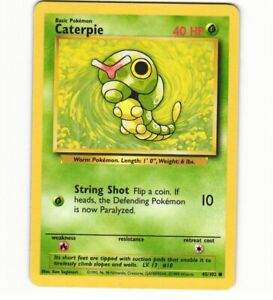 Basic Pokémon
Caterpie
40 HP
Worm Pokémon. Length: 1' 0", Weight: 6 lbs.
String Shot Flip a coin. If
heads, the Defending Pokémon
is now Paralyzed.
10
weakness
resistance
retreat cost
Its short feet are tipped with suction pads that enable it to
tirelessly climb slopes and walls. LV. 13 #10
Illus. Ken Sugimori
©1995, 96, 98 Nintendo, Creatures, GAMEFREAK. ©1999 Wizards.
45/102